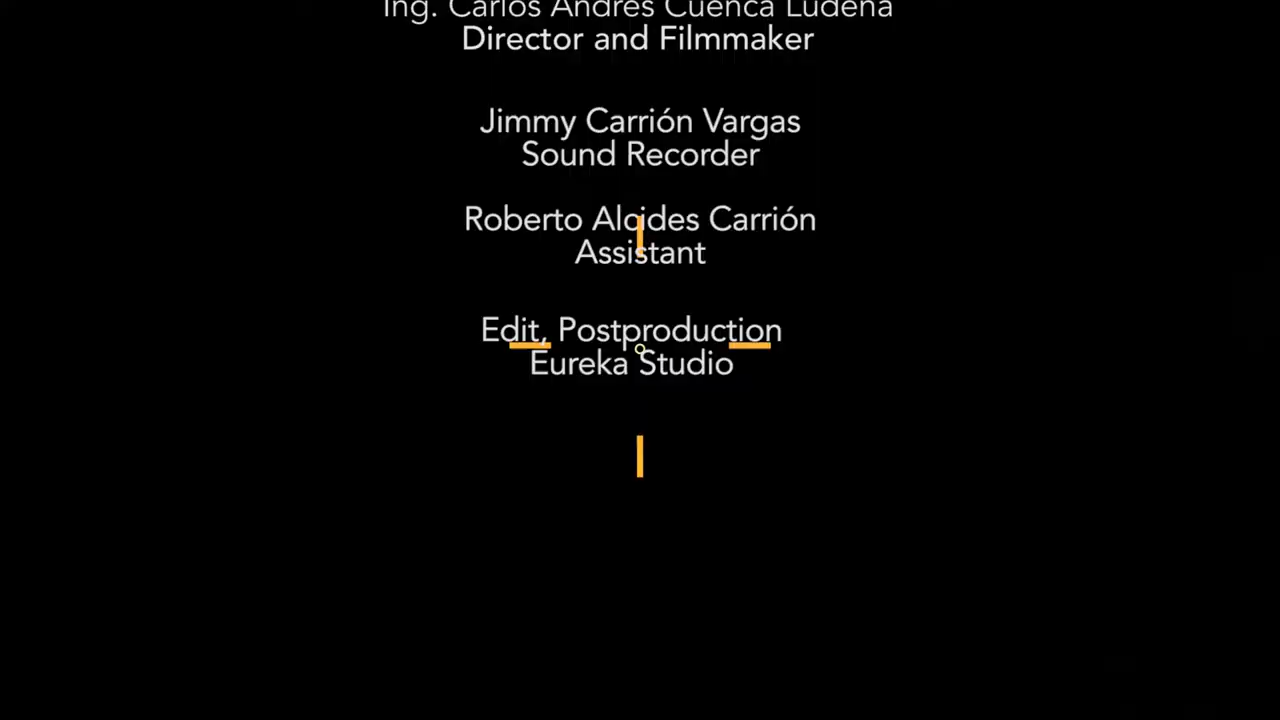 Ing. Carlos Andrés Cuenca Ludeña
Director and Filmmaker
Jimmy Carrión Vargas
Sound Recorder
Roberto Alcides Carrión
Assistant
Edit, Postproduction
Eureka Studio